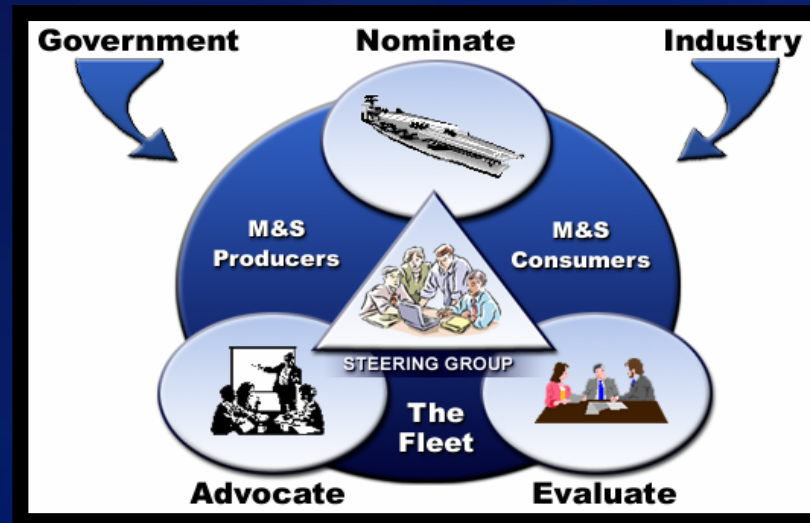 Government
Nominate
Industry
M&S
Producers
M&S
Consumers
STEERING GROUP
The
Fleet
Advocate
Evaluate